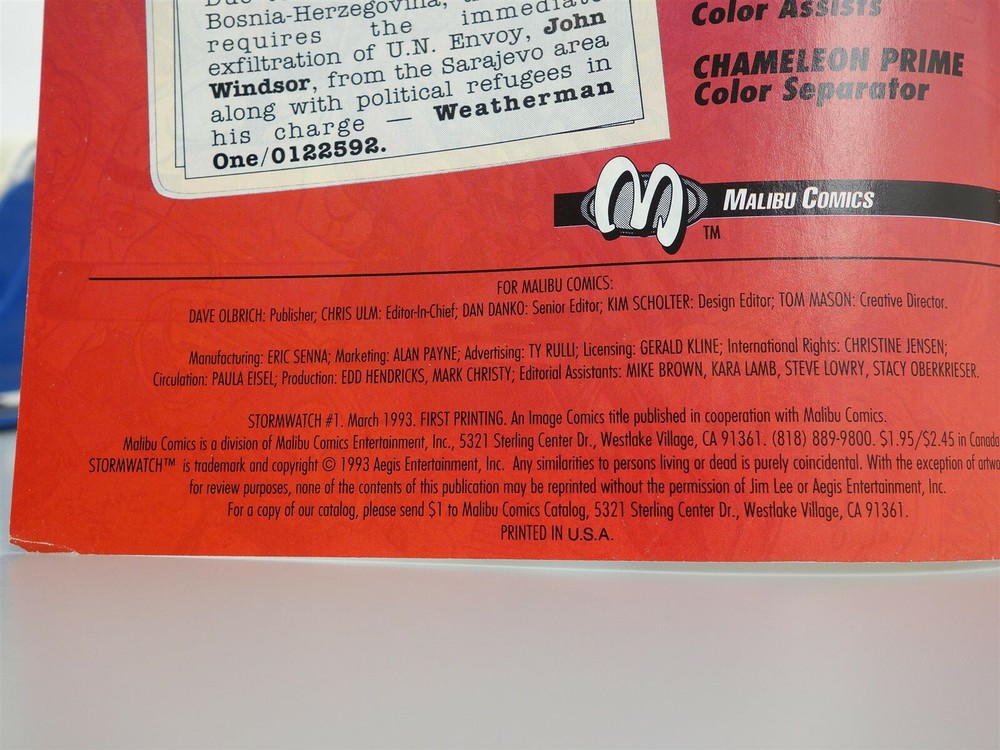 Bosnia-Herzegovina,
requires the immediate
exfiltration of U.N. Envoy, John
Windsor, from the Sarajevo area
along with political refugees in
his charge — Weatherman
One/0122592.
Color Assists
CHAMELEON PRIME
Color Separator
MALIBU COMICS
TM
FOR MALIBU COMICS:
DAVE OLBRICH: Publisher; CHRIS ULM: Editor-In-Chief; DAN DANKO: Senior Editor; KIM SCHOLTER: Design Editor; TOM MASON: Creative Director.
Manufacturing: ERIC SENNA; Marketing: ALAN PAYNE; Advertising: TY RULLI; Licensing: GERALD KLINE; International Rights: CHRISTINE JENSEN;
Circulation: PAULA EISEL; Production: EDD HENDRICKS, MARK CHRISTY; Editorial Assistants: MIKE BROWN, KARA LAMB, STEVE LOWRY, STACY OBERKRIESER.
STORMWATCH #1. March 1993. FIRST PRINTING. An Image Comics title published in cooperation with Malibu Comics.
Malibu Comics is a division of Malibu Comics Entertainment, Inc., 5321 Sterling Center Dr., Westlake Village, CA 91361. (818) 889-9800. $1.95/$2.45 in Canada
STORMWATCH™ is trademark and copyright © 1993 Aegis Entertainment, Inc. Any similarities to persons living or dead is purely coincidental. With the exception of
for review purposes, none of the contents of this publication may be reprinted without the permission of Jim Lee or Aegis Entertainment, Inc.
For a copy of our catalog, please send $1 to Malibu Comics Catalog, 5321 Sterling Center Dr., Westlake Village, CA 91361.
PRINTED IN U.S.A.